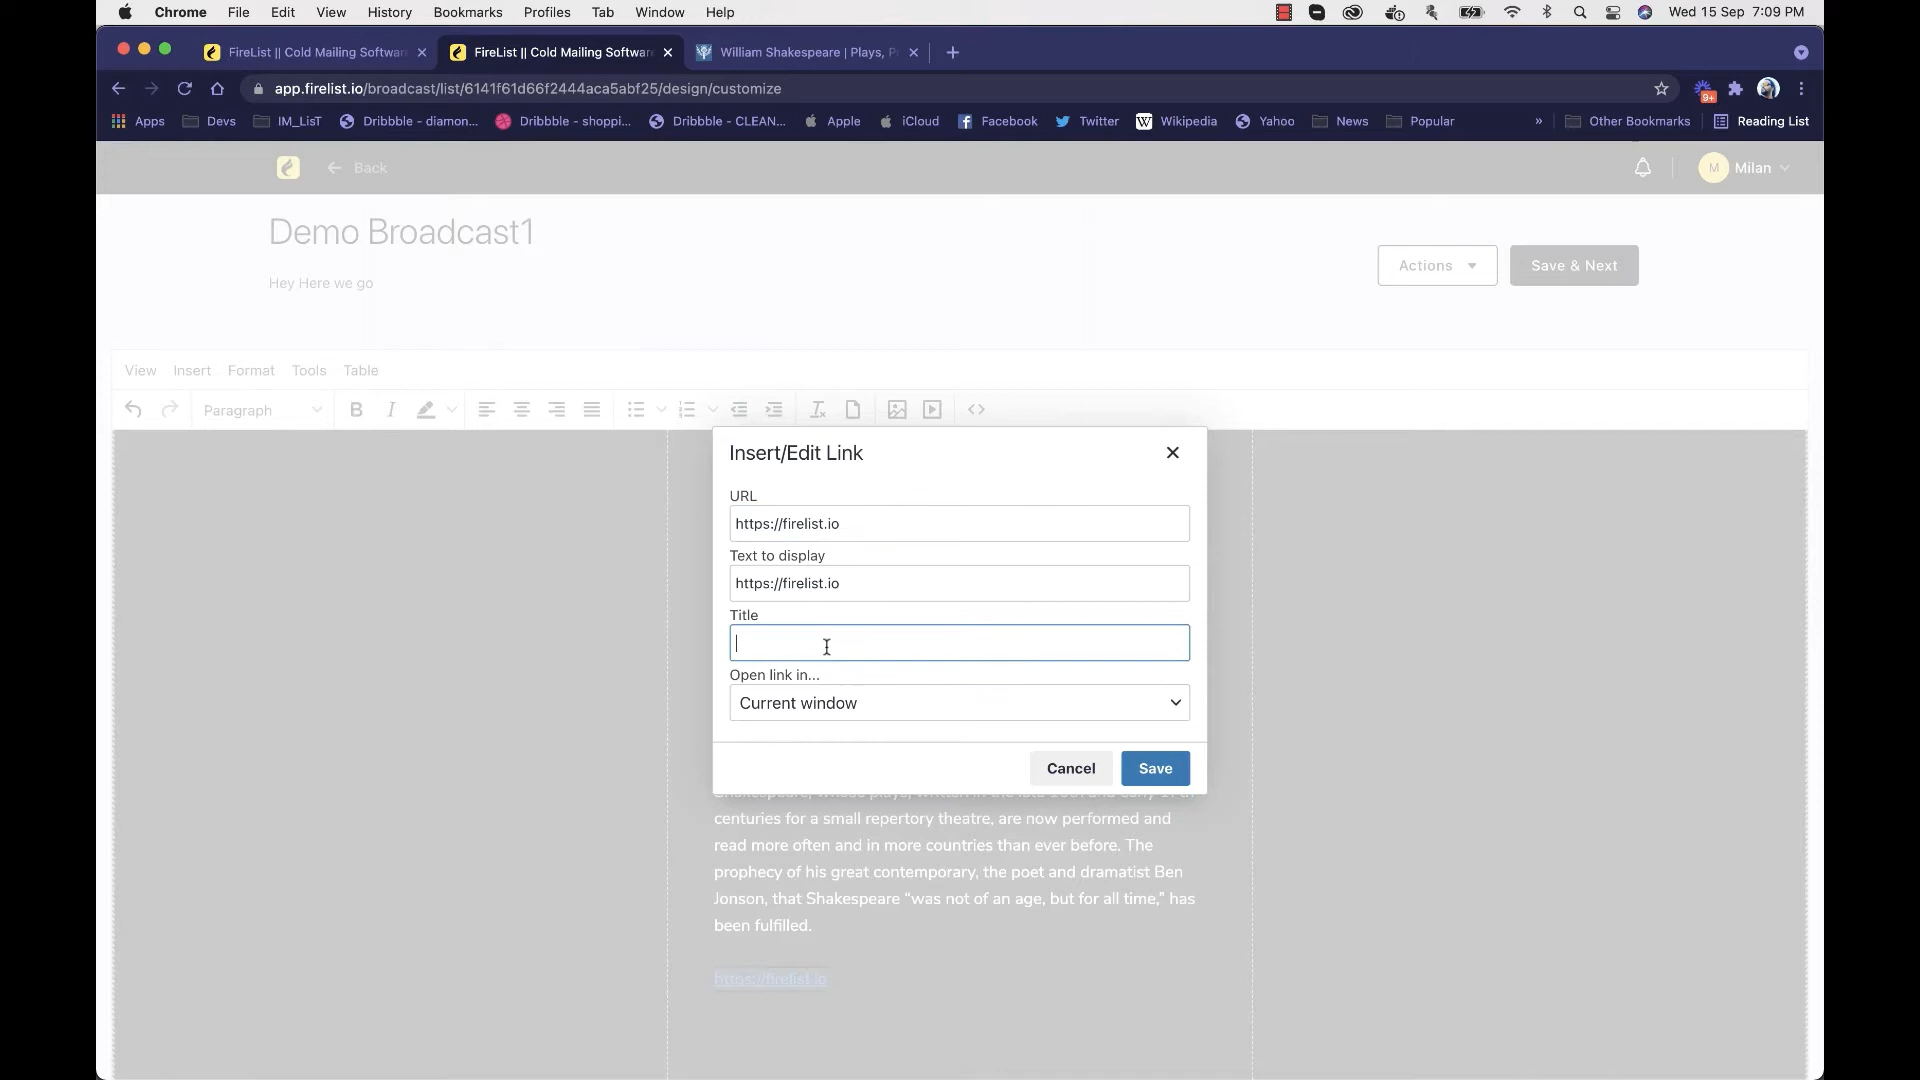 Chrome File Edit View History Bookmarks Profiles Tab Window Help Wed 15 Sep 7:09 PM
FireList || Cold Mailing Softwar FireList || Cold Mailing Software William Shakespeare | Plays, P
app.firelist.io/broadcast/list/6141f61d66f2444aca5abf25/design/customize 9+
Apps Devs IM_LisT Dribbble - diamon... Dribbble - shoppi... Dribbble - CLEAN... Apple iCloud Facebook Twitter W Wikipedia Yahoo News Popular » Other Bookmarks Reading List
Back M Milan
Demo Broadcast1
Hey Here we go
Actions Save & Next
View Insert Format Tools Table
Paragraph B I
Insert/Edit Link
URL
https://firelist.io
Text to display
https://firelist.io
Title
Open link in...
Current window
Cancel Save
centuries for a small repertory theatre, are now performed and
read more often and in more countries than ever before. The
prophecy of his great contemporary, the poet and dramatist Ben
Jonson, that Shakespeare “was not of an age, but for all time,” has
been fulfilled.
https://firelist.io